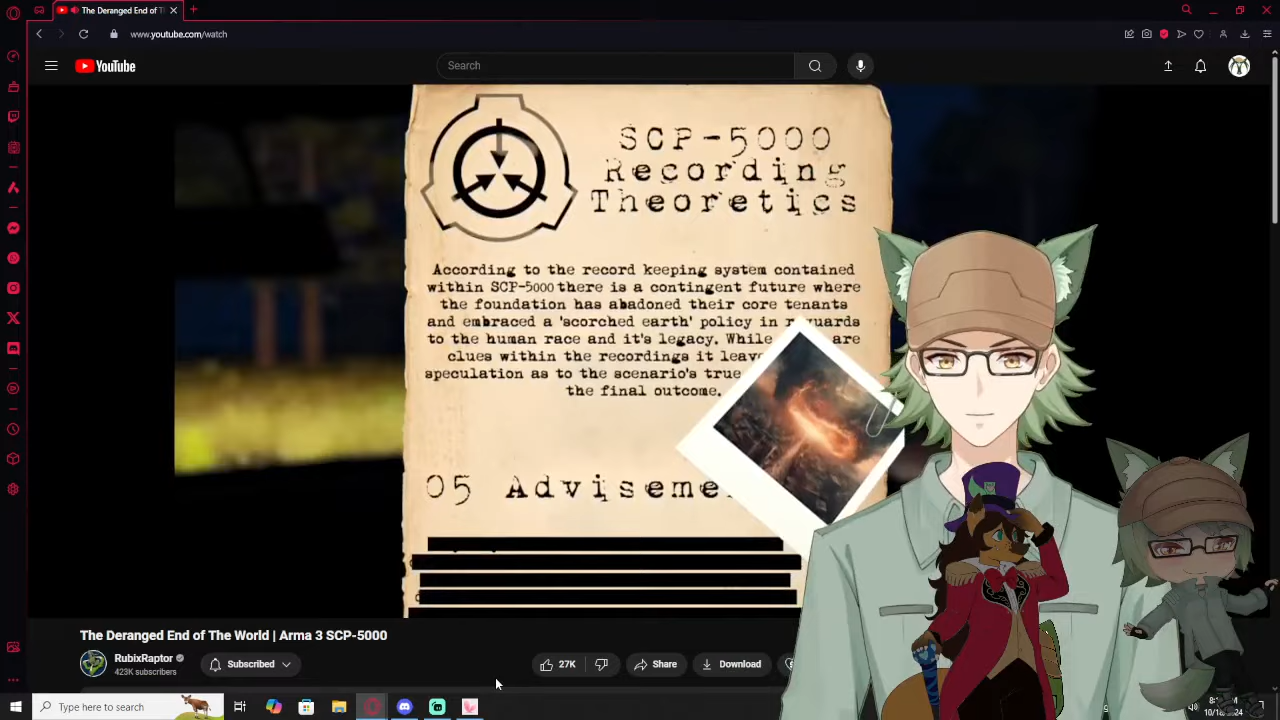 The Deranged End of T
www.youtube.com/watch
YouTube
Search
SCP-5000
Recording
Theoretics
According to the record keeping system contained
within SCP-5000 there is a contingent future where
the foundation has abadoned their core tenants
and embraced a 'scorched earth' policy in
to the human race and it's legacy. While are
clues within the recordings it
speculation as to the scenario's true
the final outcome.
05
The Deranged End of The World | Arma 3 SCP-5000
RubixRaptor
423K subscribers
Subscribed
27K
Share
Download
Type here to search
10/18/2024